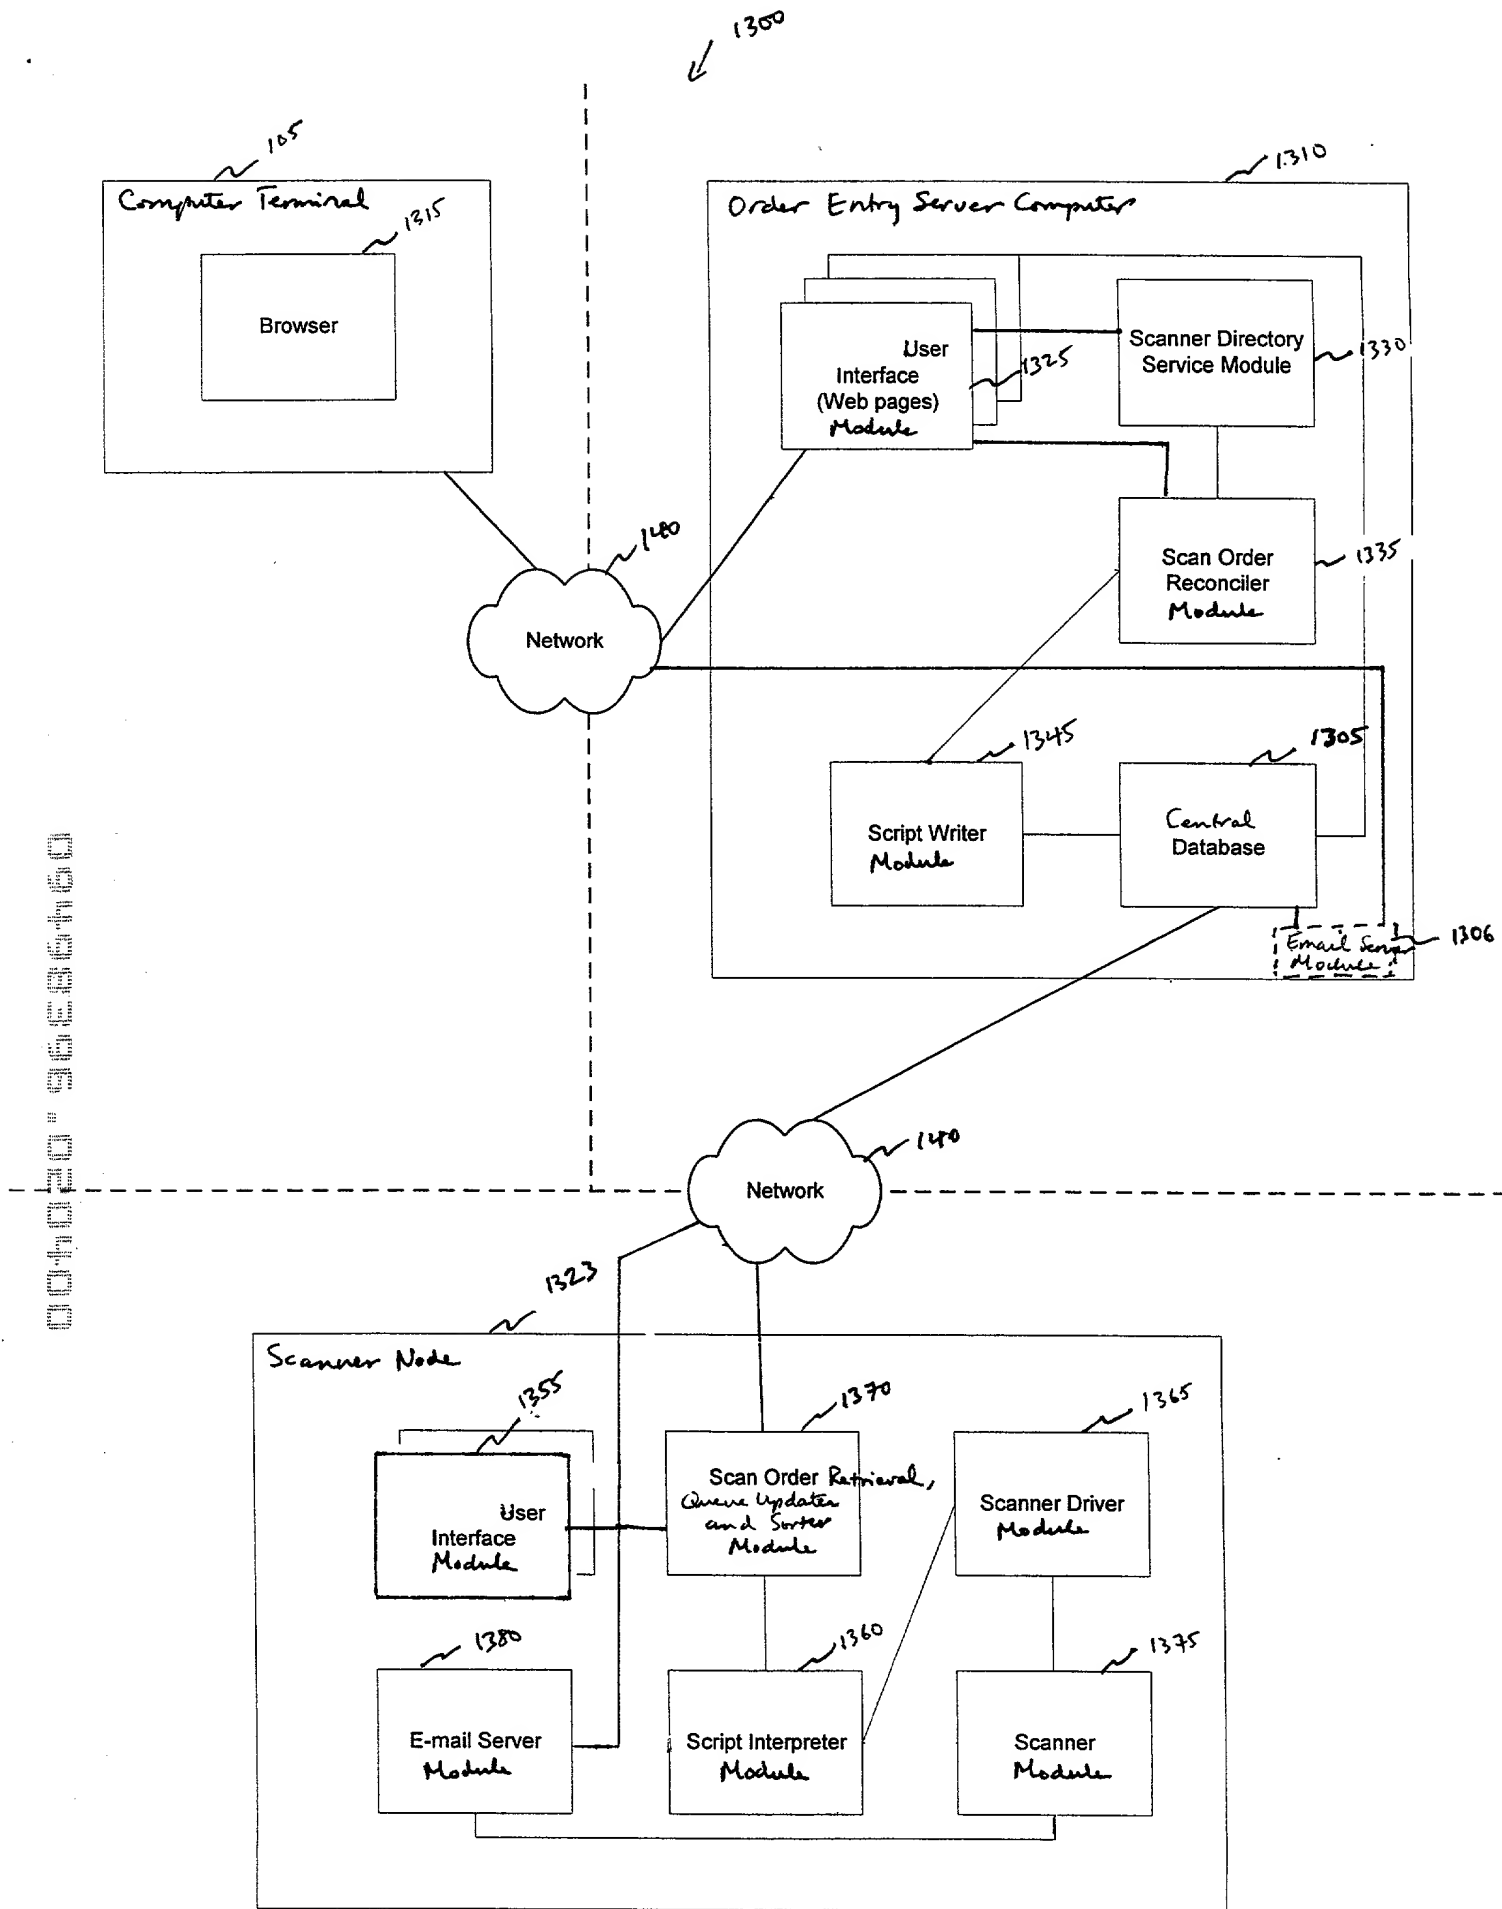 1300
105
Computer Terminal
1315
Browser
1310
Order Entry Server Computer
User
Interface
(Web pages)
Module
1325
Scanner Directory
Service Module
1330
Scan Order
Reconciler
Module
1335
140
Network
1345
Script Writer
Module
1305
Central
Database
Email
Module
1306
140
Network
09498396.020400
1323
Scanner Node
1355
User
Interface
Module
1370
Scan Order Retrieval,
Queue Updater
and Sorter
Module
1365
Scanner Driver
Module
1380
E-mail Server
Module
1360
Script Interpreter
Module
1375
Scanner
Module